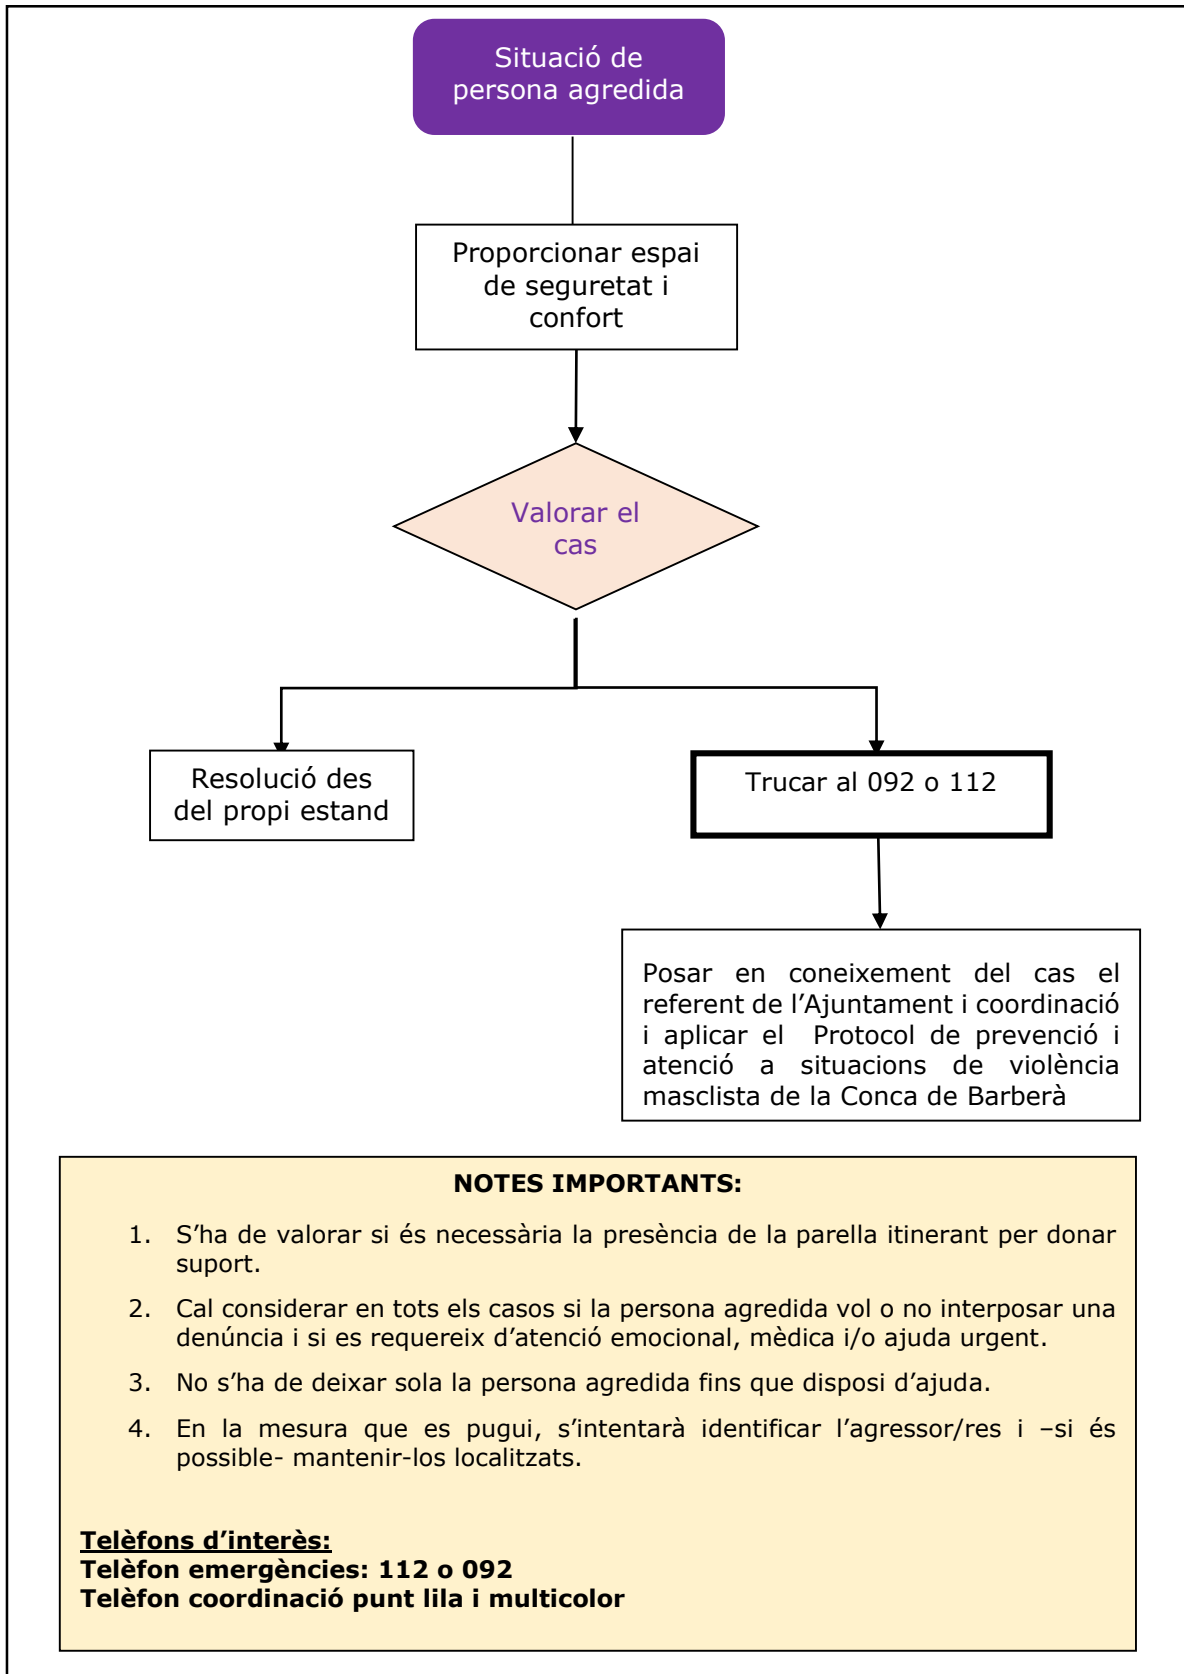 Situació de
persona agredida
Proporcionar espai
de seguretat i
confort
Valorar el
cas
Resolució des
del propi estand
Trucar al 092 o 112
Posar en coneixement del cas el
referent de l’Ajuntament i coordinació
i aplicar el Protocol de prevenció i
atenció a situacions de violència
masclista de la Conca de Barberà
NOTES IMPORTANTS:
1. S’ha de valorar si és necessària la presència de la parella itinerant per donar
suport.
2. Cal considerar en tots els casos si la persona agredida vol o no interposar una
denúncia i si es requereix d’atenció emocional, mèdica i/o ajuda urgent.
3. No s’ha de deixar sola la persona agredida fins que disposi d’ajuda.
4. En la mesura que es pugui, s’intentarà identificar l’agressor/res i –si és
possible- mantenir-los localitzats.
Telèfons d’interès:
Telèfon emergències: 112 o 092
Telèfon coordinació punt lila i multicolor